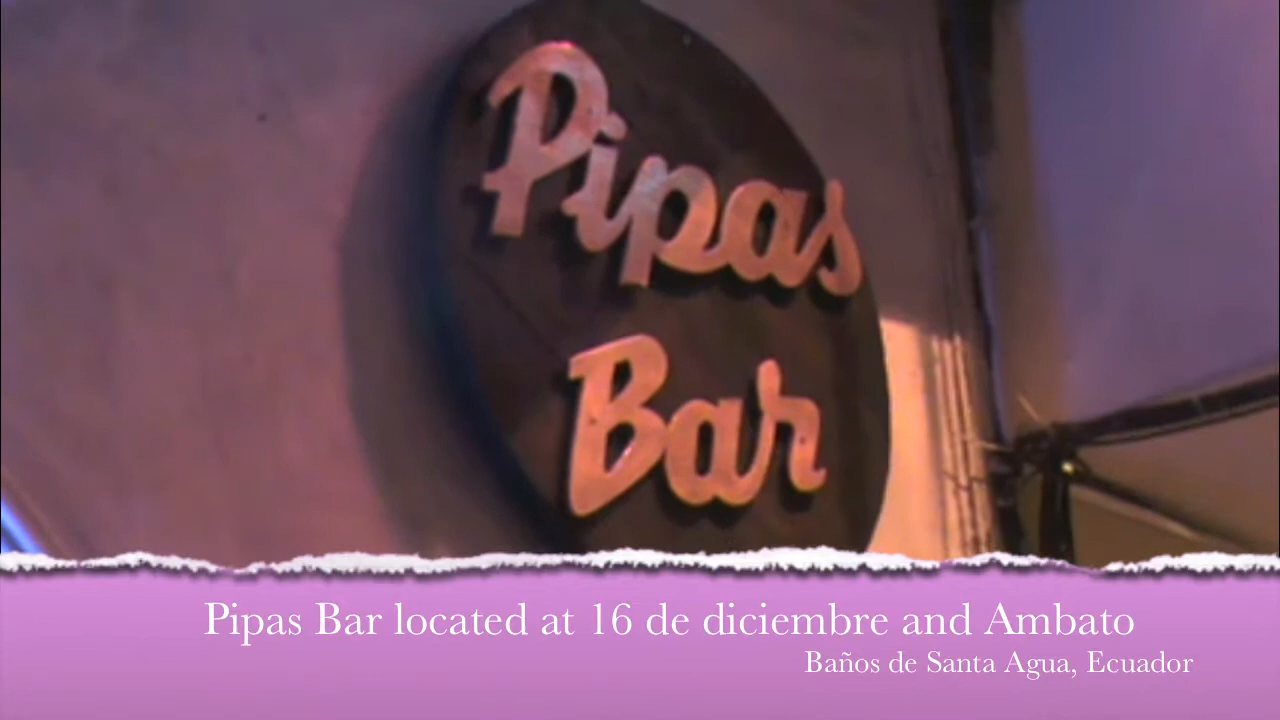 Pipas
Bar
Pipas Bar located at 16 de diciembre and Ambato
Baños de Santa Agua, Ecuador